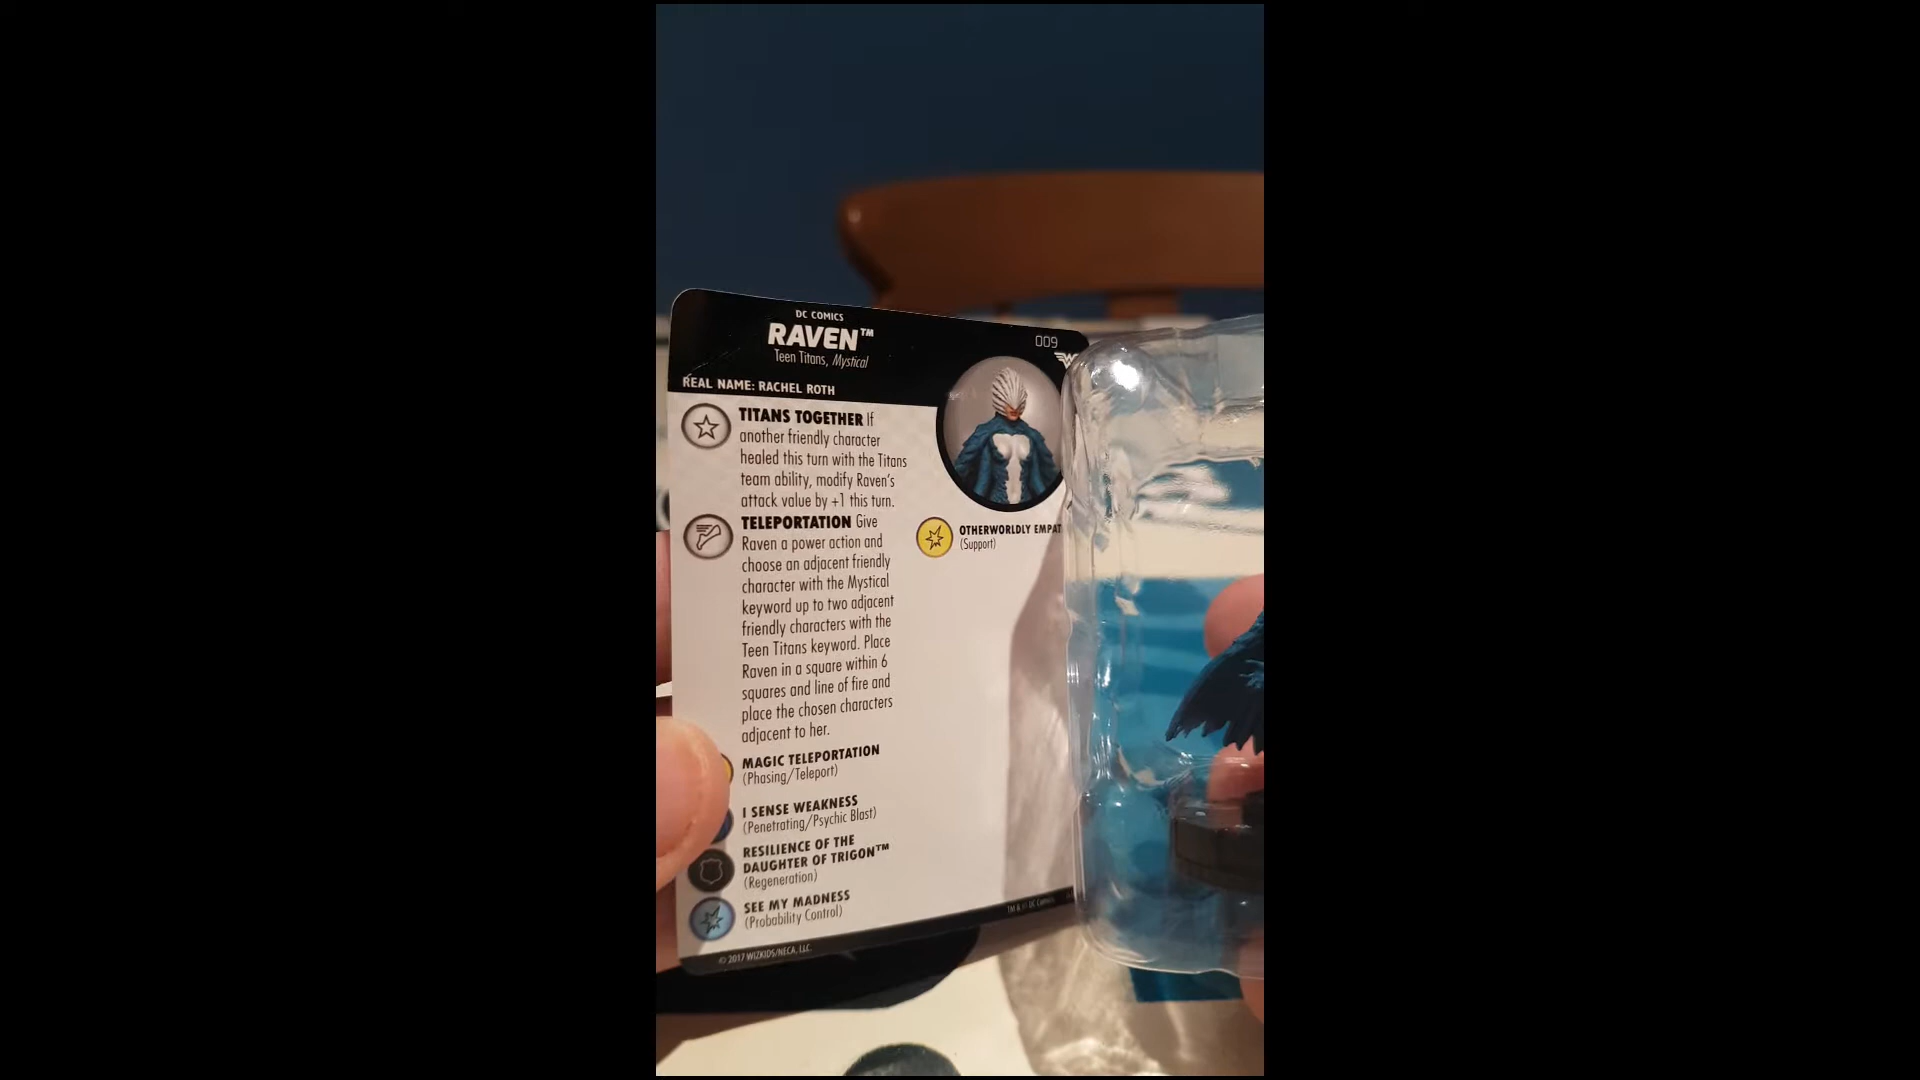 DC COMICS
RAVEN™
Teen Titans, Mystical
009
REAL NAME: RACHEL ROTH
TITANS TOGETHER If
another friendly character
healed this turn with the Titans
team ability, modify Raven's
attack value by +1 this turn.
TELEPORTATION Give
Raven a power action and
choose an adjacent friendly
character with the Mystical
keyword up to two adjacent
friendly characters with the
Teen Titans keyword. Place
Raven in a square within 6
squares and line of fire and
place the chosen characters
adjacent to her.
MAGIC TELEPORTATION
(Phasing/Teleport)
I SENSE WEAKNESS
(Penetrating/Psychic Blast)
RESILIENCE OF THE
DAUGHTER OF TRIGON™
(Regeneration)
SEE MY MADNESS
(Probability Control)
OTHERWORLDLY EMPAT
(Support)
© 2017 WIZKIDS/NECA, LLC
TM & © DC Comics